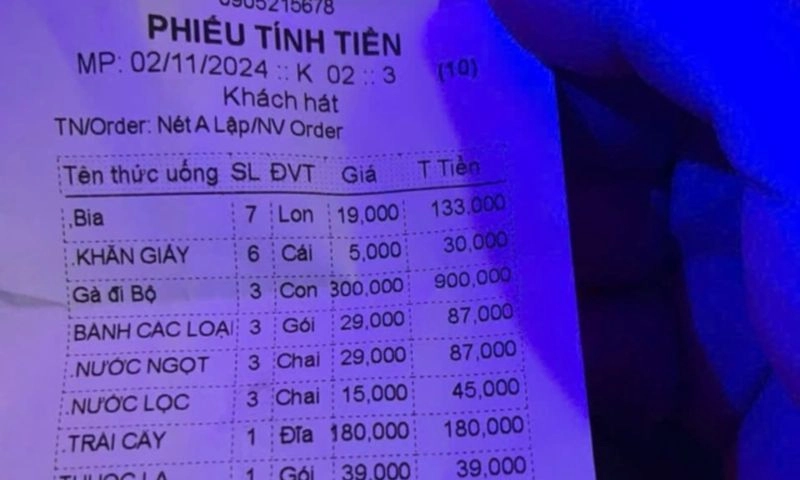 0905215678
PHIẾU TÍNH TIỀN
MP: 02/11/2024 :: K 02 :: 3 (10)
Khách hát
TN/Order: Nét A Lập/NV Order
Tên thức uống SL ĐVT Giá T Tiền
,Bia 7 Lon 19,000 133,000
.KHĂN GIẤY 6 Cái 5,000 30,000
Gà đi Bộ 3 Con 300,000 900,000
BÁNH CÁC LOẠI 3 Gói 29,000 87,000
.NƯỚC NGỌT 3 Chai 29,000 87,000
.NƯỚC LỌC 3 Chai 15,000 45,000
.TRÁI CÂY 1 Đĩa 180,000 180,000
THUỐC LÁ 1 Gói 39,000 39,000